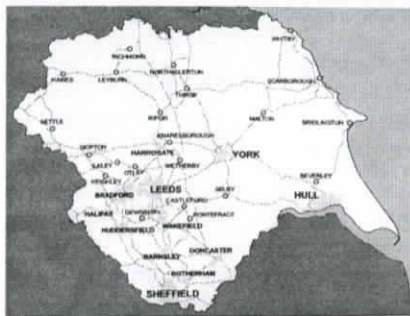 WHITBY
RICHMOND
NORTHALLERTON
SCARBOROUGH
HAWES
LEYBURN
THIRSK
RIPON
MALTON
BRIDLINGTON
SETTLE
KNARESBOROUGH
SKIPTON
HARROGATE
YORK
ILKLEY
OTLEY
WETHERBY
KEIGHLEY
LEEDS
SELBY
BEVERLEY
BRADFORD
CASTLEFORD
HULL
HALIFAX
DEWSBURY
PONTEFRACT
WAKEFIELD
HUDDERSFIELD
DONCASTER
BARNSLEY
ROTHERHAM
SHEFFIELD